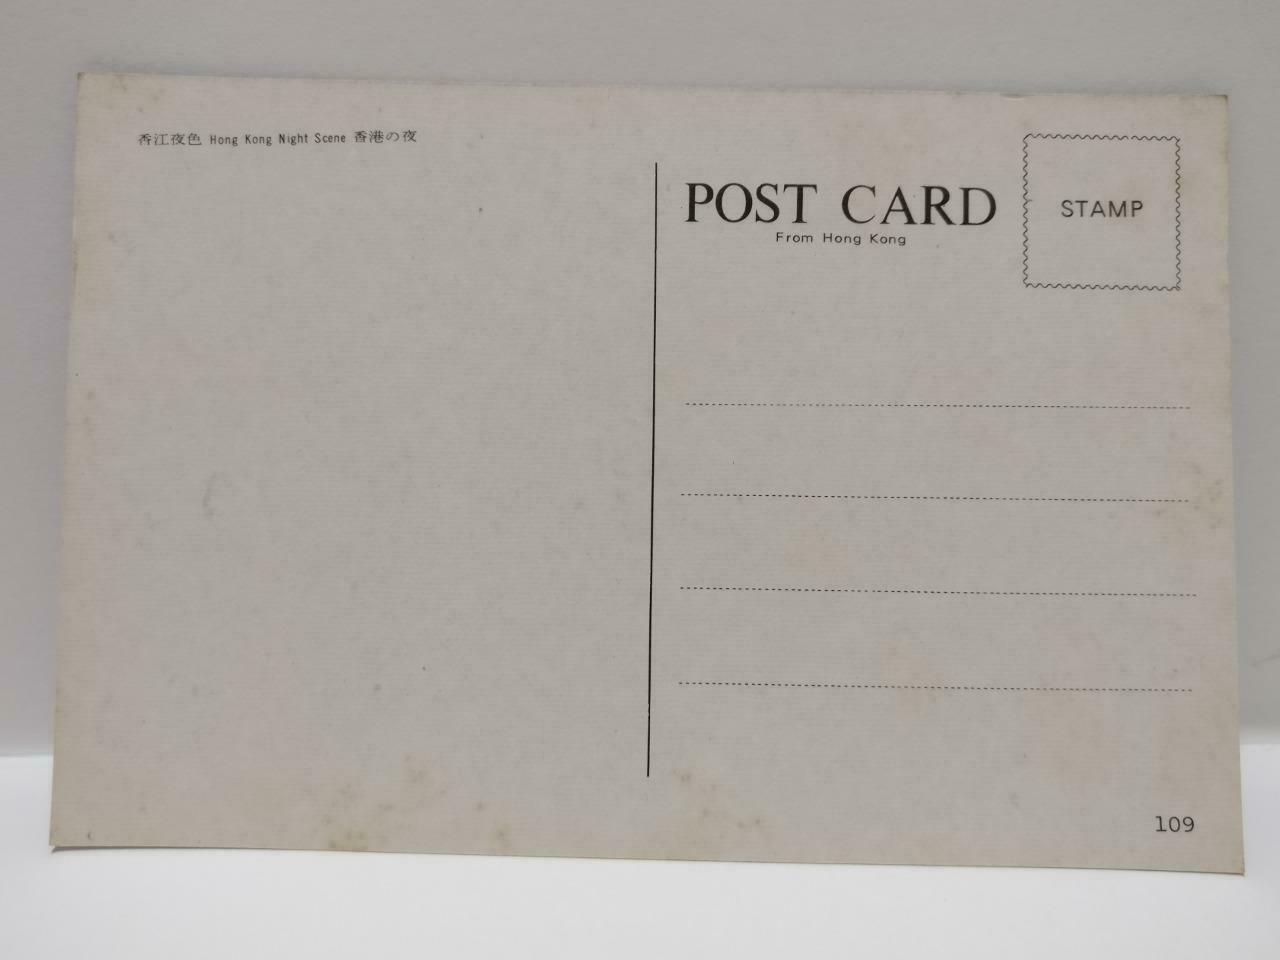 香江夜色 Hong Kong Night Scene 香港の夜
POST CARD
From Hong Kong
STAMP
109